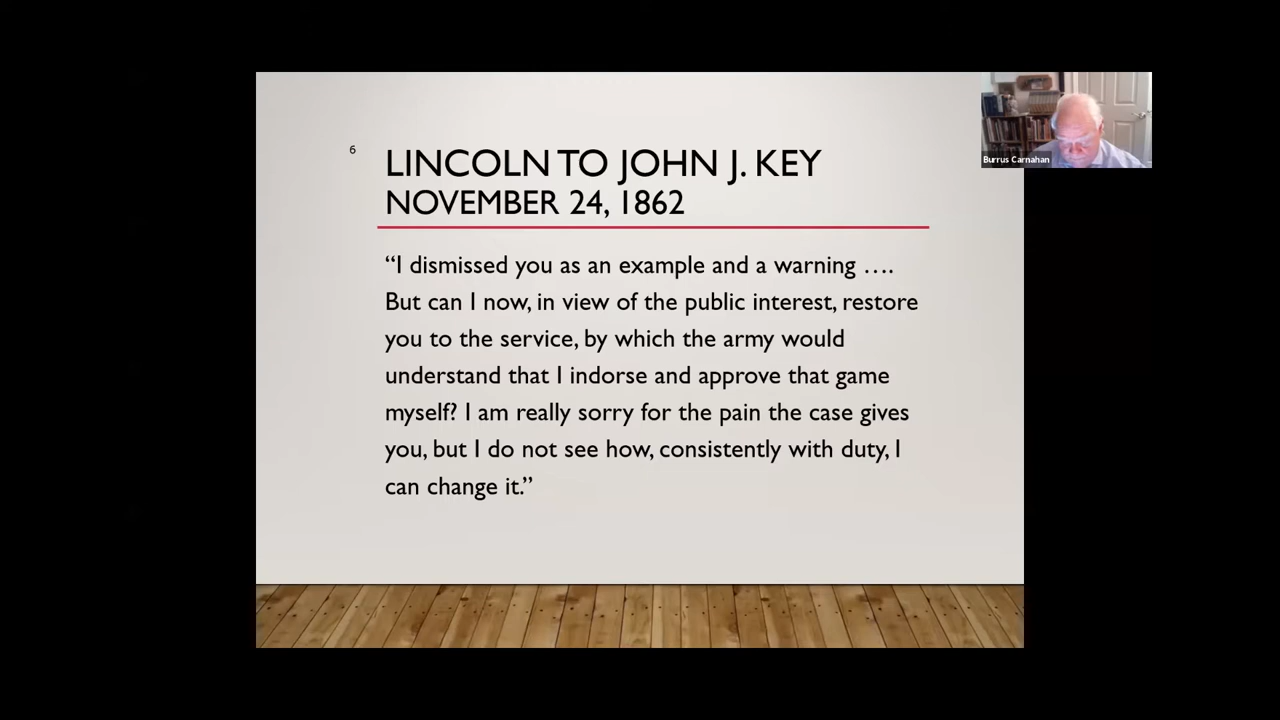 6
LINCOLN TO JOHN J. KEY
NOVEMBER 24, 1862
“I dismissed you as an example and a warning ….
But can I now, in view of the public interest, restore
you to the service, by which the army would
understand that I indorse and approve that game
myself? I am really sorry for the pain the case gives
you, but I do not see how, consistently with duty, I
can change it.”
Burrus Carnahan